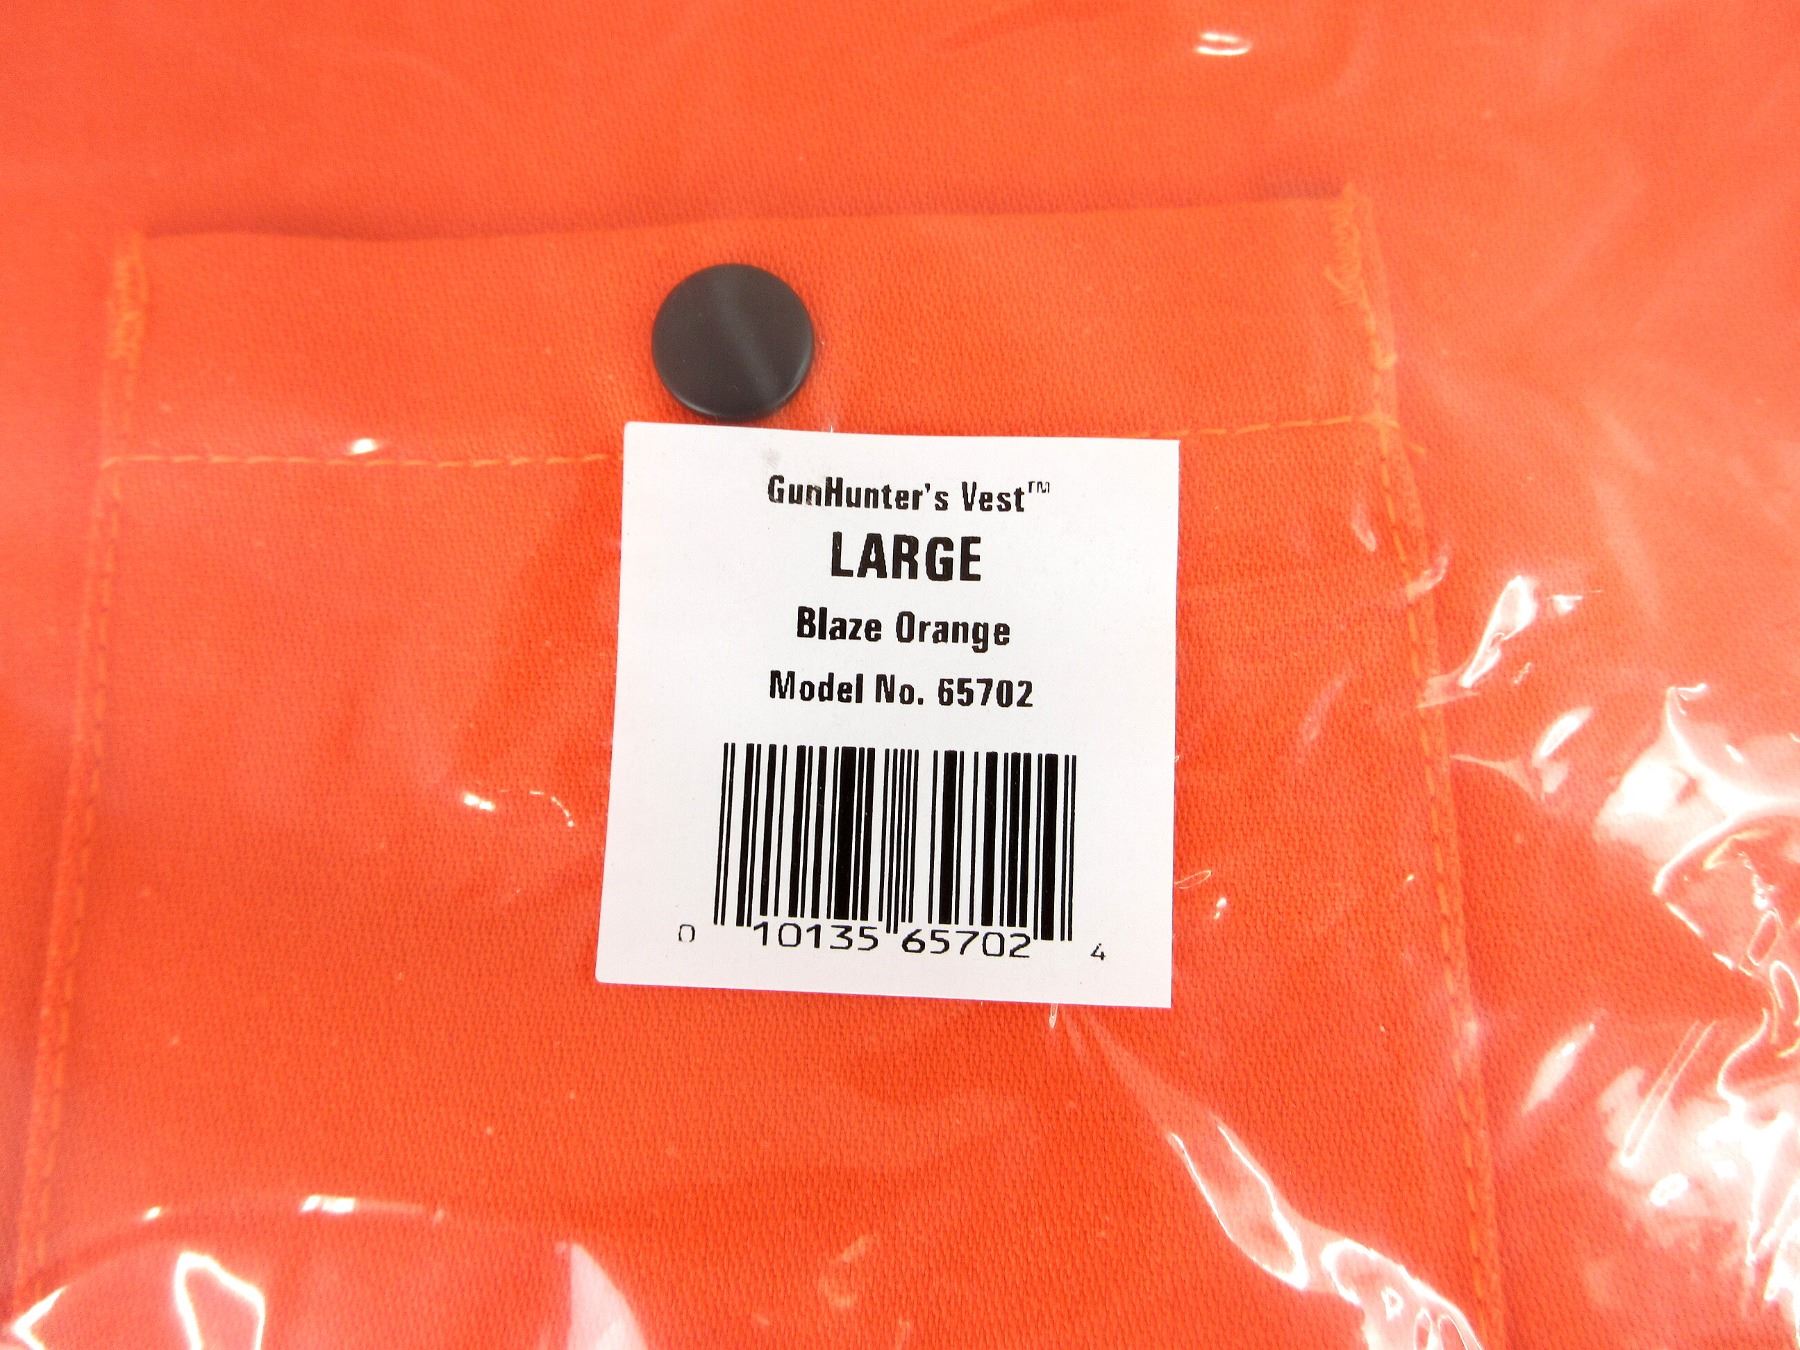 GunHunter's Vest™
LARGE
Blaze Orange
Model No. 65702
0 10135 65702 4